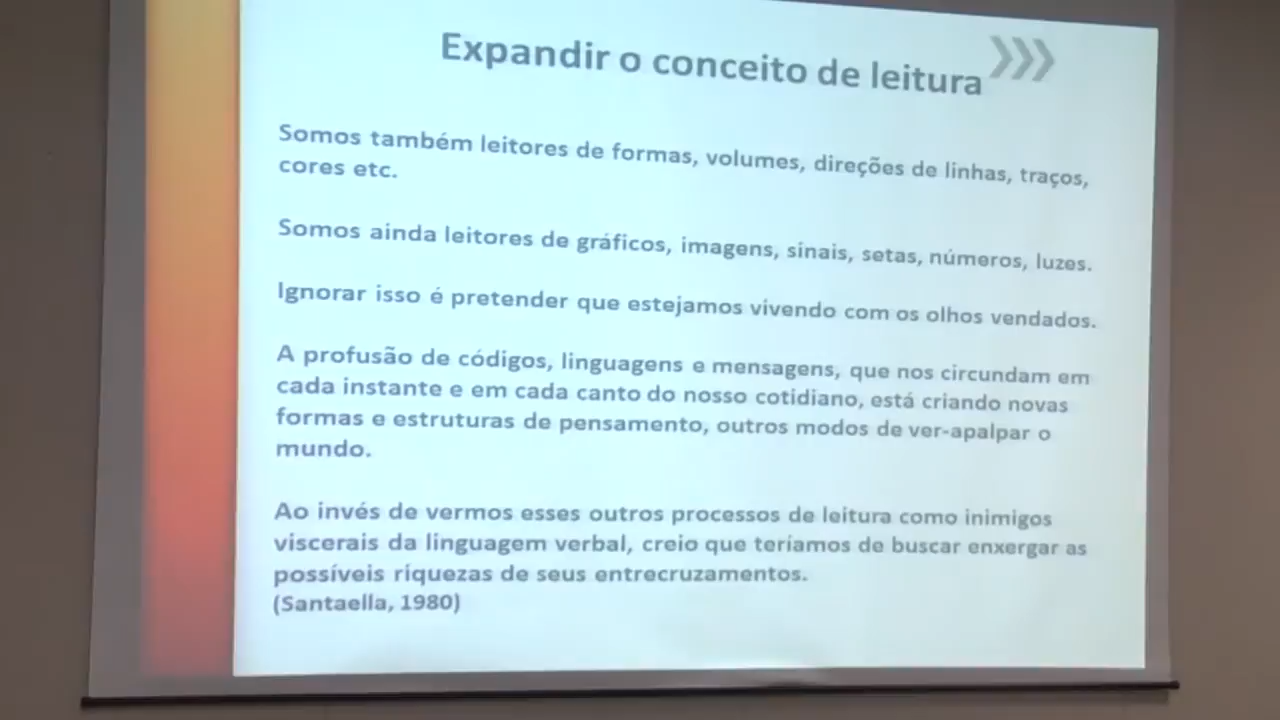 Expandir o conceito de leitura
Somos também leitores de formas, volumes, direções de linhas, traços,
cores etc.
Somos ainda leitores de gráficos, imagens, sinais, setas, números, luzes.
Ignorar isso é pretender que estejamos vivendo com os olhos vendados.
A profusão de códigos, linguagens e mensagens, que nos circundam em
cada instante e em cada canto do nosso cotidiano, está criando novas
formas e estruturas de pensamento, outros modos de ver-apalpar o
mundo.
Ao invés de vermos esses outros processos de leitura como inimigos
viscerais da linguagem verbal, creio que teríamos de buscar enxergar as
possíveis riquezas de seus entrecruzamentos.
(Santaella, 1980)